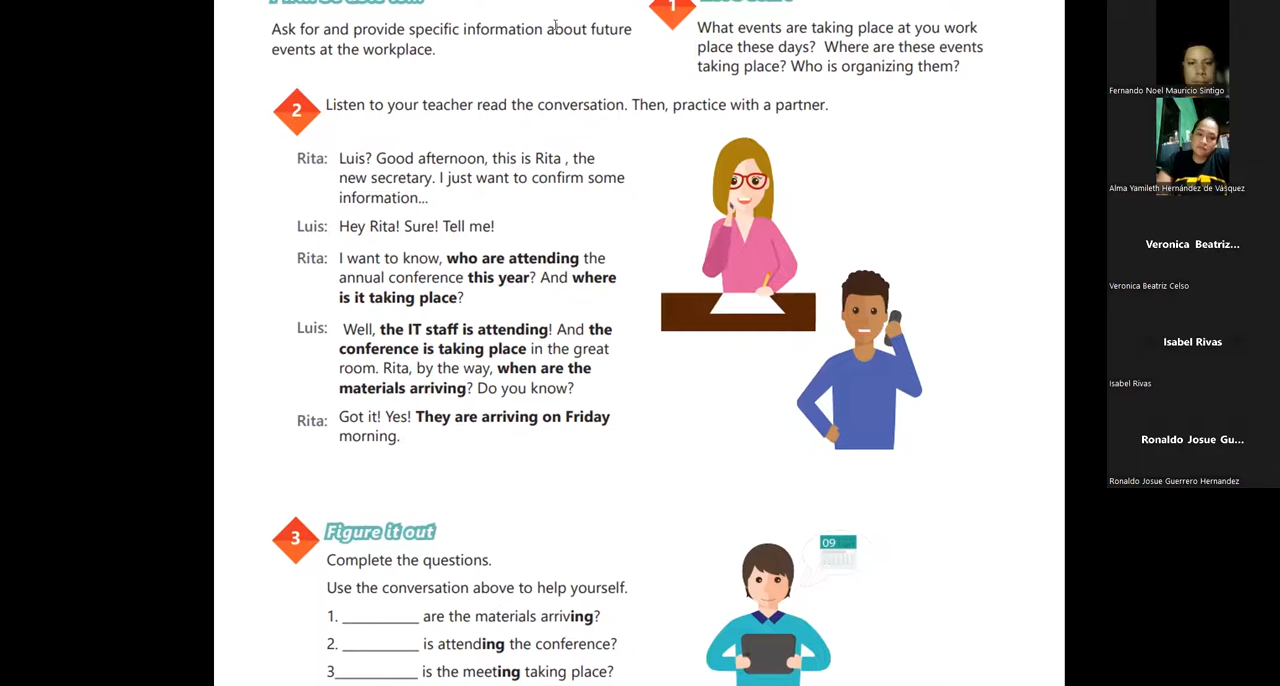 Ask for and provide specific information about future
events at the workplace.
1
What events are taking place at you work
place these days?  Where are these events
taking place? Who is organizing them?
2
Listen to your teacher read the conversation. Then, practice with a partner.
Rita: Luis? Good afternoon, this is Rita , the
new secretary. I just want to confirm some
information...
Luis: Hey Rita! Sure! Tell me!
Rita: I want to know, who are attending the
annual conference this year? And where
is it taking place?
Luis: Well, the IT staff is attending! And the
conference is taking place in the great
room. Rita, by the way, when are the
materials arriving? Do you know?
Rita: Got it! Yes! They are arriving on Friday
morning.
3
Figure it out
09
Complete the questions.
Use the conversation above to help yourself.
1. _________ are the materials arriving?
2. _________ is attending the conference?
3__________ is the meeting taking place?
Fernando Noel Mauricio Sintigo
Alma Yamileth Hernández de Vásquez
Veronica Beatriz...
Veronica Beatriz Celso
Isabel Rivas
Isabel Rivas
Ronaldo Josue Gu...
Ronaldo Josue Guerrero Hernandez